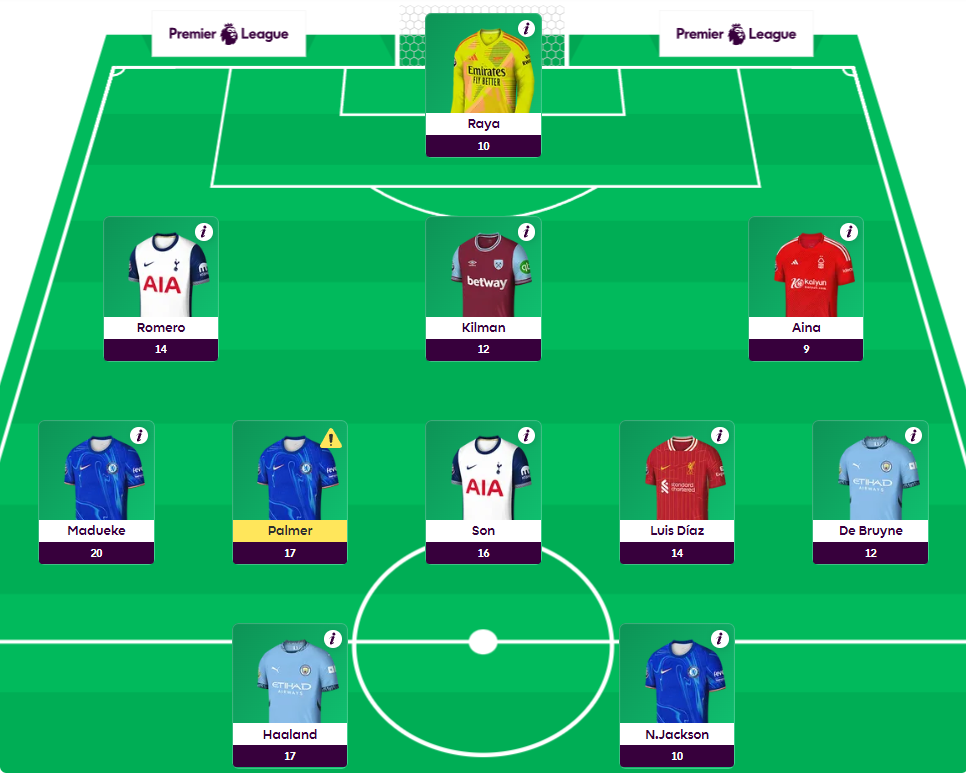 Premier League
Premier League
i
Emirates
FLY BETTER
Raya
10
i
i
i
AIA
betway
Kaiyun
Romero
Kilman
Aina
14
12
9
i
!
i
i
i
AIA
standard
chartered
ETIHAD
AIRWAYS
Madueke
Palmer
Son
Luis Díaz
De Bruyne
20
17
16
14
12
i
i
ETIHAD
AIRWAYS
Haaland
N.Jackson
17
10